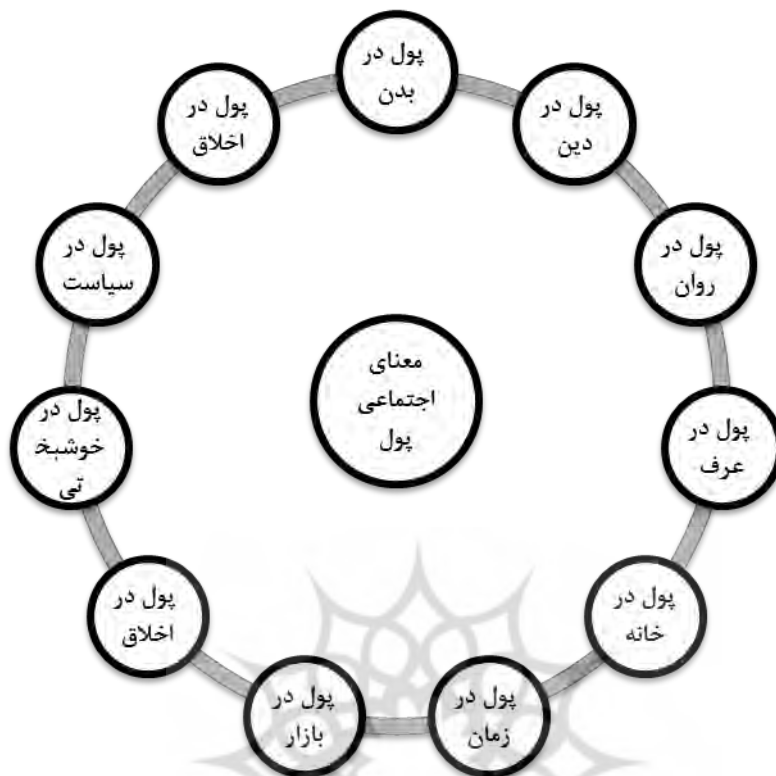 پول در
بدن
پول در
دین
پول در
روان
پول در
عرف
پول در
خانه
پول در
زمان
پول در
بازار
پول در
اخلاق
پول در
خوشبخ
تی
پول در
سیاست
پول در
اخلاق
معنای
اجتماعی
پول